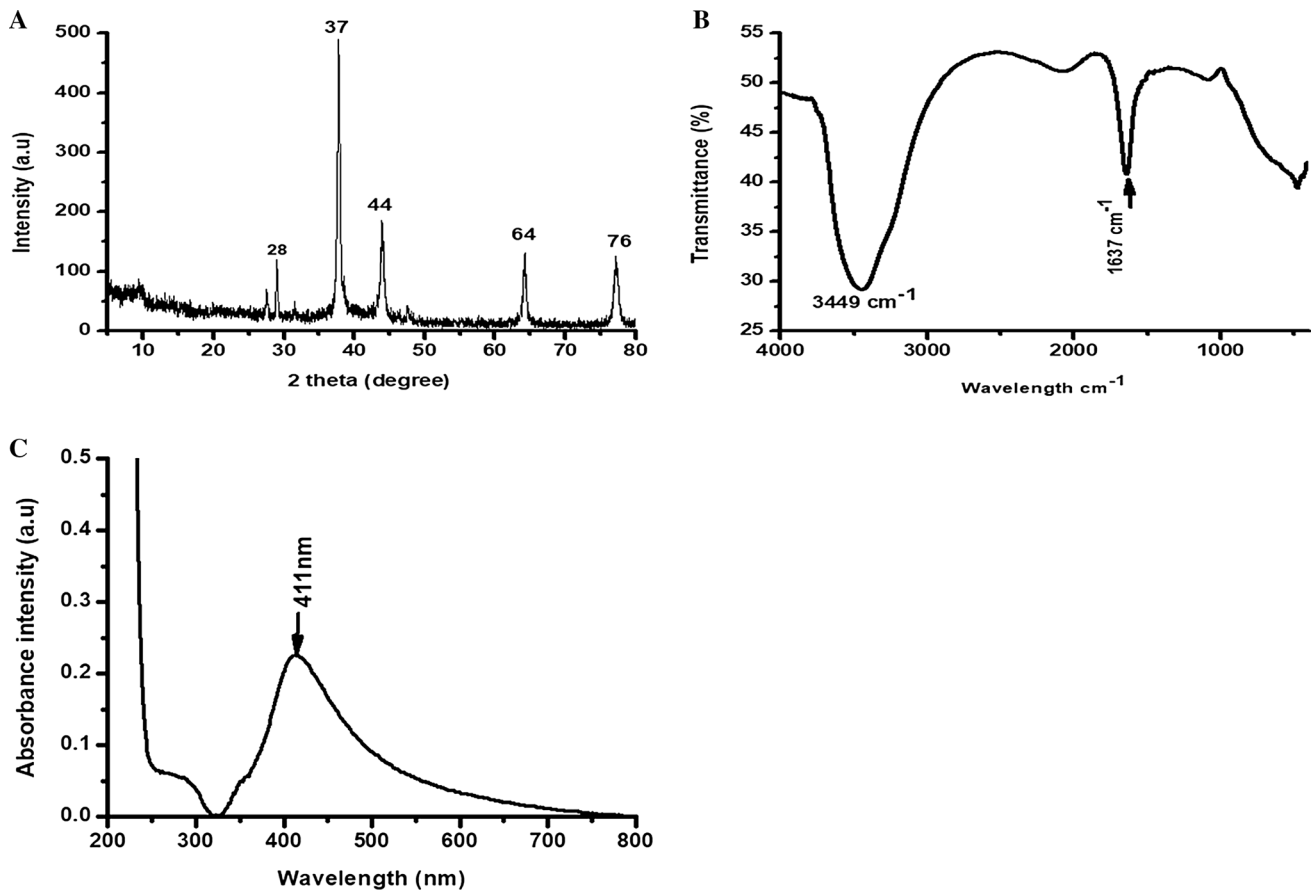 A
Intensity (a.u)
500
400
300
200
100
0
37
28
44
64
76
10 20 30 40 50 60 70 80
2 theta (degree)
B
Transmittance (%)
55
50
45
40
35
30
25
3449 cm-1
1637 cm-1
4000 3000 2000 1000
Wavelength cm-1
C
Absorbance intensity (a.u)
0.5
0.4
0.3
0.2
0.1
0.0
411nm
200 300 400 500 600 700 800
Wavelength (nm)